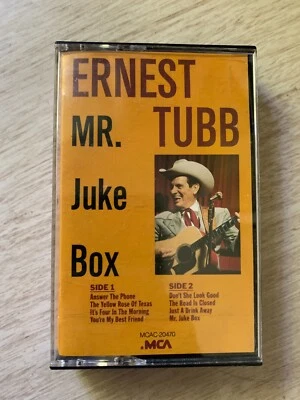 ERNEST
MR. TUBB
Juke
Box
SIDE 1
Answer The Phone
The Yellow Rose Of Texas
It's Four In The Morning
You're My Best Friend
SIDE 2
Don't She Look Good
The Road Is Closed
Just A Drink Away
Mr. Juke Box
MCAC-20470
MCA